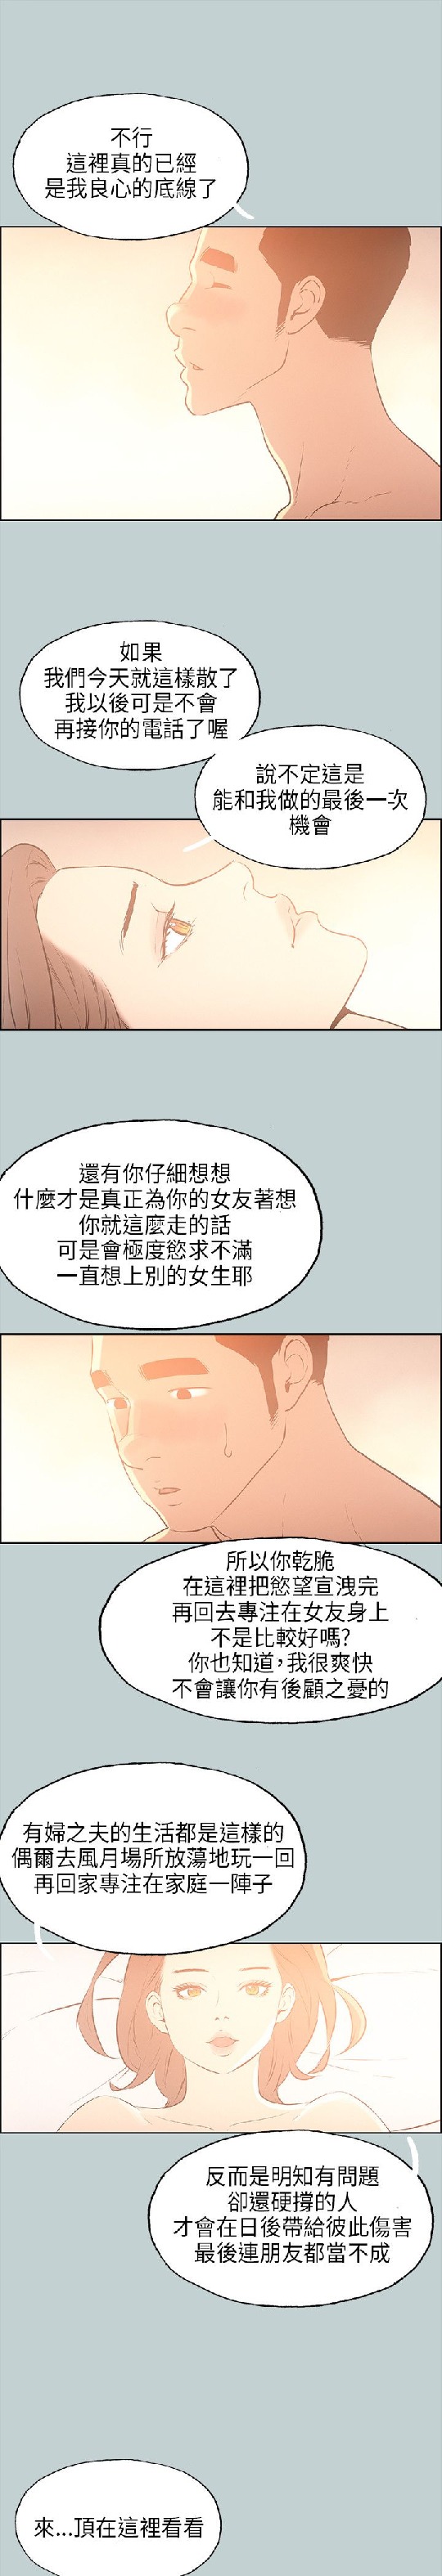 不行
這裡真的已經
是我良心的底線了
如果
我們今天就這樣散了
我以後可是不會
再接你的電話了喔
說不定這是
能和我做的最後一次
機會
還有你仔細想想
什麼才是真正為你的女友著想
你就這麼走的話
可是會極度慾求不滿
一直想上別的女生耶
所以你乾脆
在這裡把慾望宣洩完
再回去專注在女友身上
不是比較好嗎?
你也知道,我很爽快
不會讓你有後顧之憂的
有婦之夫的生活都是這樣的
偶爾去風月場所放蕩地玩一回
再回家專注在家庭一陣子
反而是明知有問題
卻還硬撐的人
才會在日後帶給彼此傷害
最後連朋友都當不成
來...頂在這裡看看